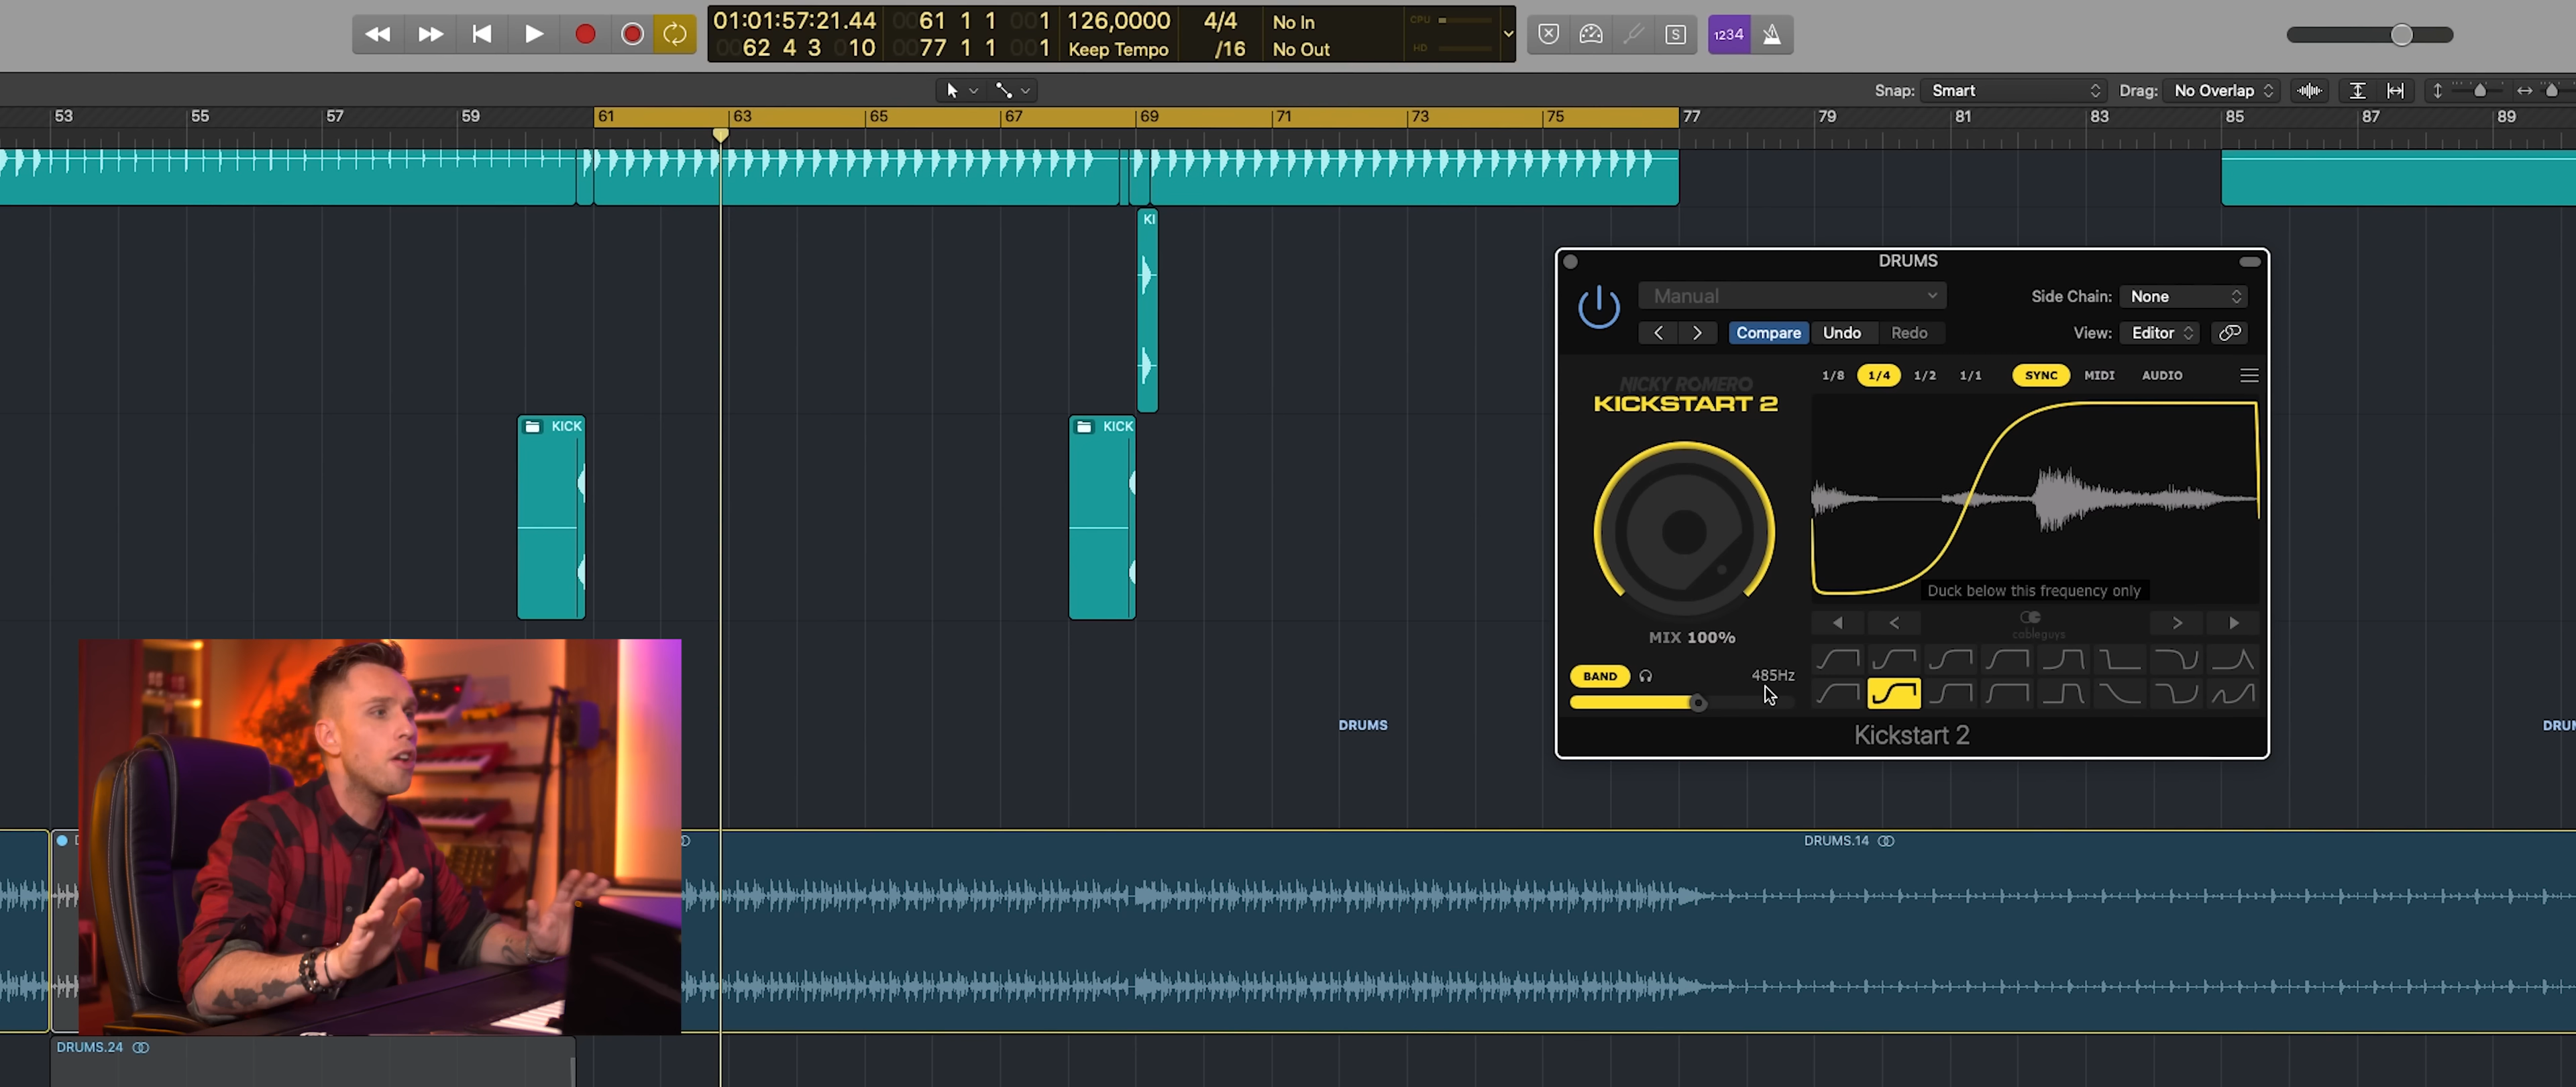 01:01:57:21.44 0061 1 1 001 126,0000 4/4 No In CPU
0062 4 3 010 0077 1 1 001 Keep Tempo /16 No Out HD
S 1234
Snap: Smart Drag: No Overlap
53 55 57 59 61 63 65 67 69 71 73 75 77 79 81 83 85 87 89
KI
DRUMS
Manual Side Chain: None
Compare Undo Redo View: Editor
NICKY ROMERO
KICKSTART 2
1/8 1/4 1/2 1/1 SYNC MIDI AUDIO
KICK KICK
Duck below this frequency only
cableguys
MIX 100%
BAND 485Hz
Kickstart 2
DRUMS DRUM
DRUMS.14
DRUMS.24